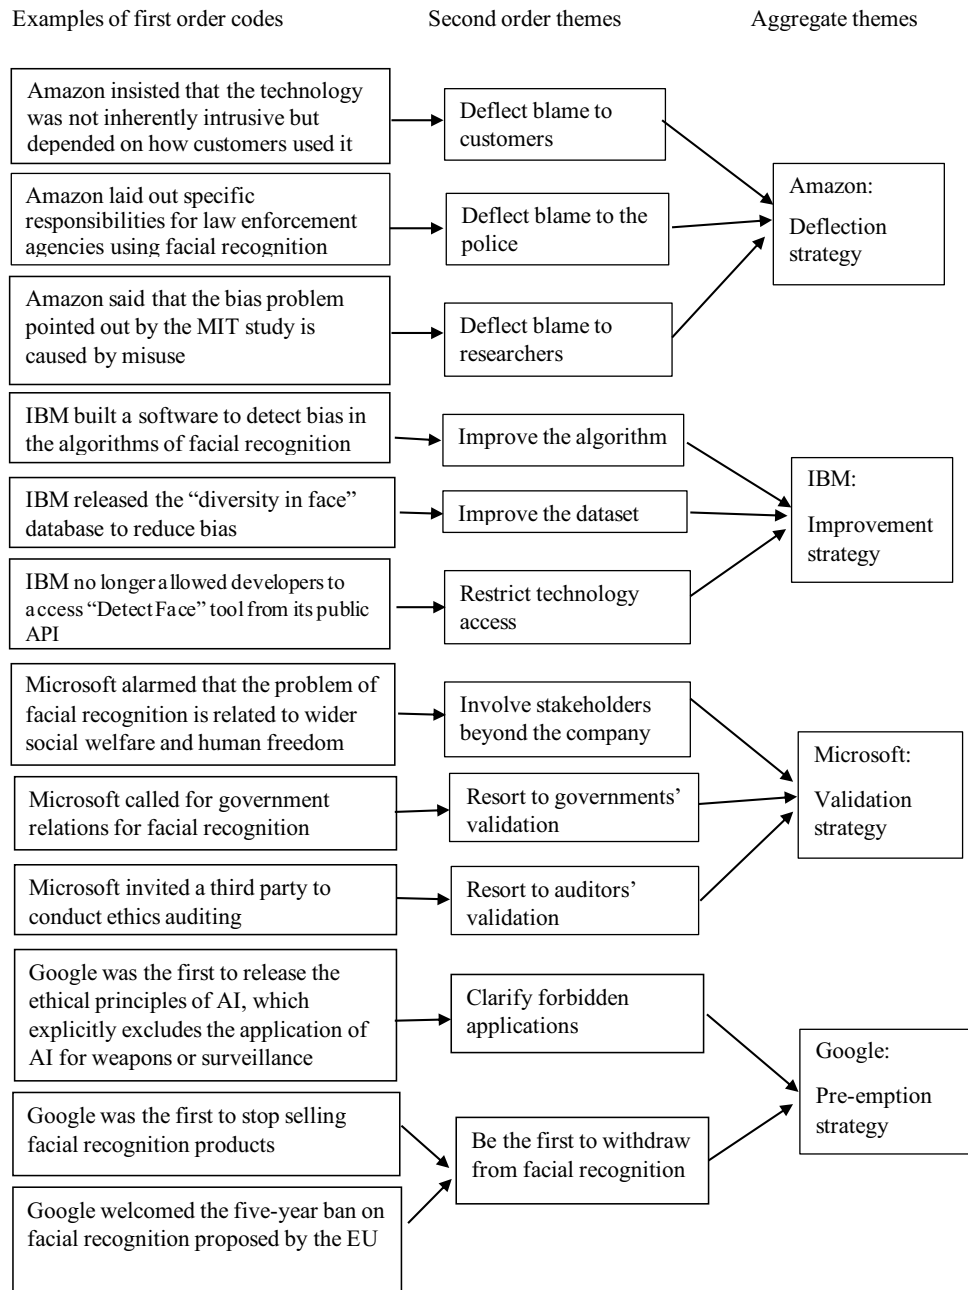 Examples of first order codes
Second order themes
Aggregate themes
Amazon insisted that the technology
was not inherently intrusive but
depended on how customers used it
Deflect blame to
customers
Amazon laid out specific
responsibilities for law enforcement
agencies using facial recognition
Deflect blame to the
police
Amazon said that the bias problem
pointed out by the MIT study is
caused by misuse
Deflect blame to
researchers
Amazon:
Deflection
strategy
IBM built a software to detect bias in
the algorithms of facial recognition
Improve the algorithm
IBM released the “diversity in face”
database to reduce bias
Improve the dataset
IBM no longer allowed developers to
access “Detect Face” tool from its public
API
Restrict technology
access
IBM:
Improvement
strategy
Microsoft alarmed that the problem of
facial recognition is related to wider
social welfare and human freedom
Involve stakeholders
beyond the company
Microsoft called for government
relations for facial recognition
Resort to governments’
validation
Microsoft invited a third party to
conduct ethics auditing
Resort to auditors’
validation
Microsoft:
Validation
strategy
Google was the first to release the
ethical principles of AI, which
explicitly excludes the application of
AI for weapons or surveillance
Clarify forbidden
applications
Google was the first to stop selling
facial recognition products
Google welcomed the five-year ban on
facial recognition proposed by the EU
Be the first to withdraw
from facial recognition
Google:
Pre-emption
strategy